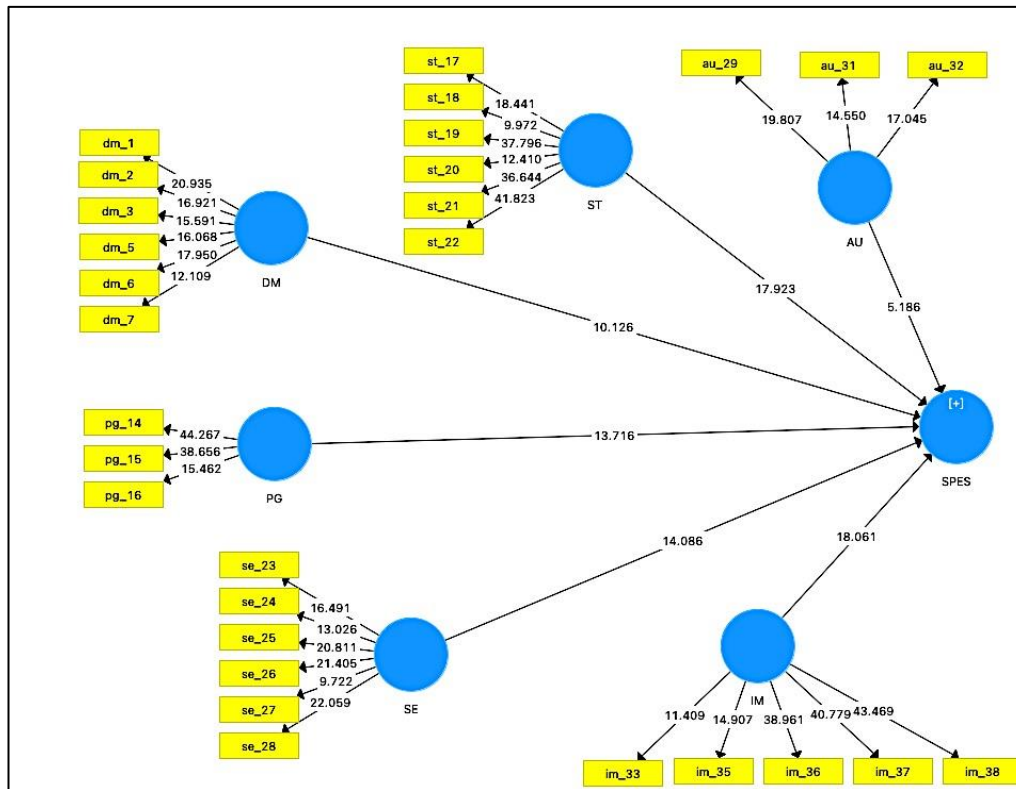 st_17
st_18
st_19
st_20
st_21
st_22
18.441
9.972
37.796
12.410
36.644
41.823
ST
au_29
au_31
au_32
19.807
14.550
17.045
AU
dm_1
dm_2
dm_3
dm_5
dm_6
dm_7
20.935
16.921
15.591
16.068
17.950
12.109
DM
17.923
5.186
10.126
pg_14
pg_15
pg_16
44.267
38.656
15.462
PG
13.716
[+]
SPES
se_23
se_24
se_25
se_26
se_27
se_28
16.491
13.026
20.811
21.405
9.722
22.059
SE
14.086
18.061
IM
11.409
14.907
38.961
40.779
43.469
im_33
im_35
im_36
im_37
im_38